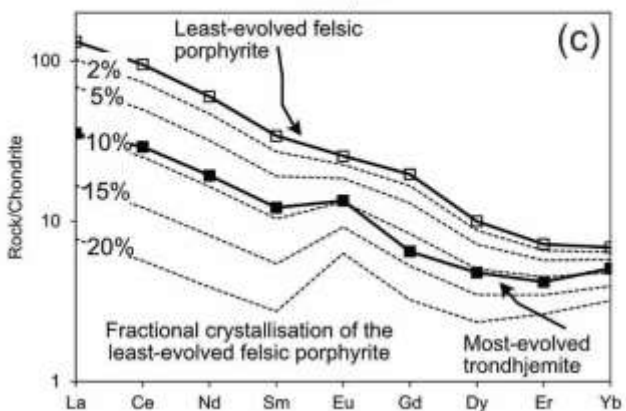 (c)
Least-evolved felsic
porphyrite
100
2%
5%
10%
15%
20%
10
1
Rock/Chondrite
Fractional crystallisation of the
least-evolved felsic porphyrite
Most-evolved
trondhjemite
La Ce Nd Sm Eu Gd Dy Er Yb